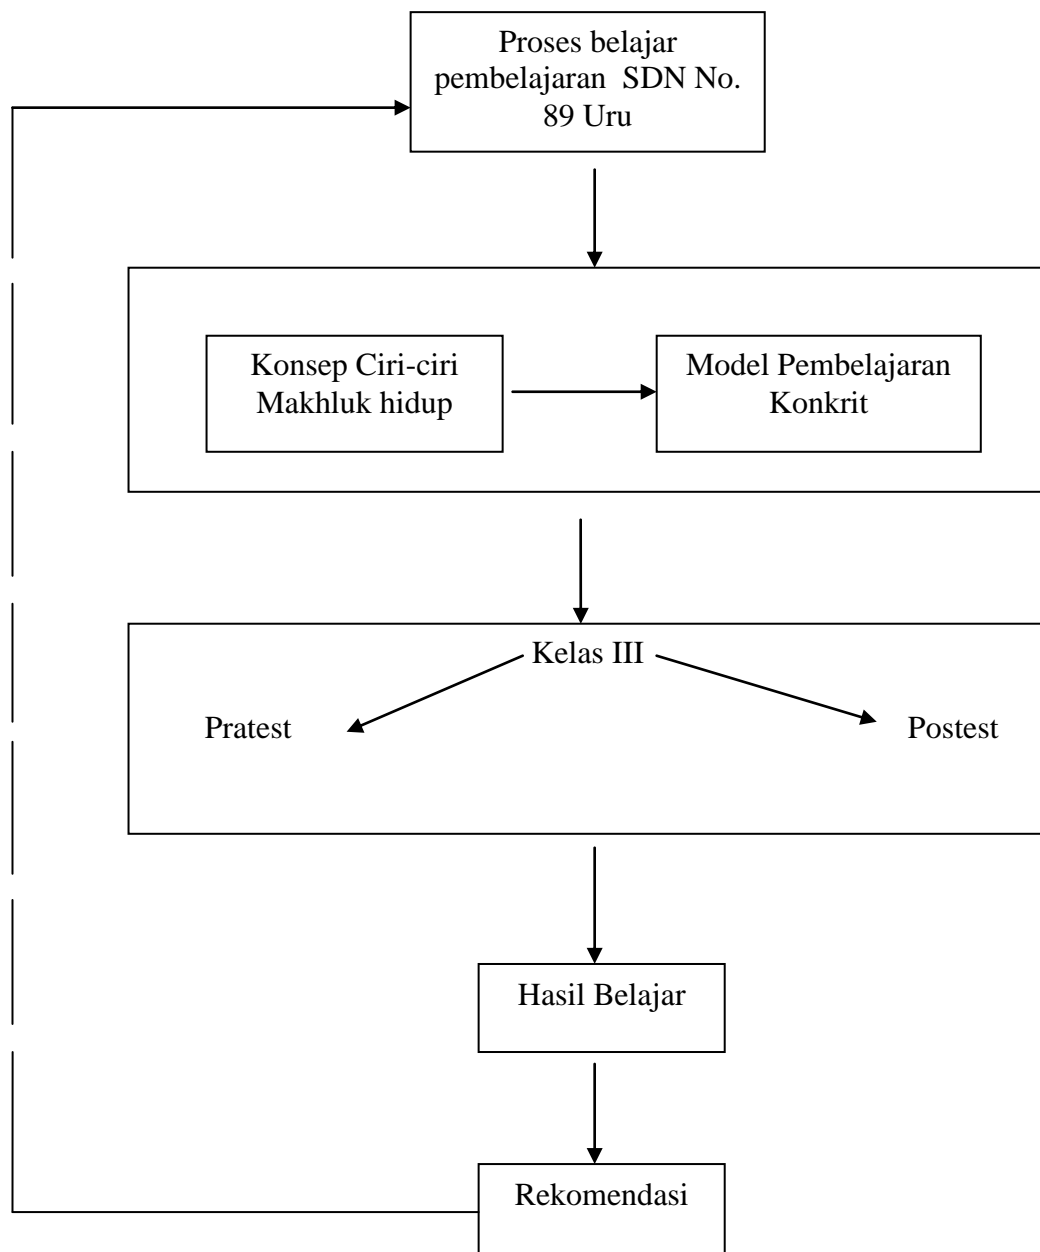 Proses belajar
pembelajaran  SDN No.
89 Uru
Konsep Ciri-ciri
Makhluk hidup
Model Pembelajaran
Konkrit
Kelas III
Pratest
Postest
Hasil Belajar
Rekomendasi